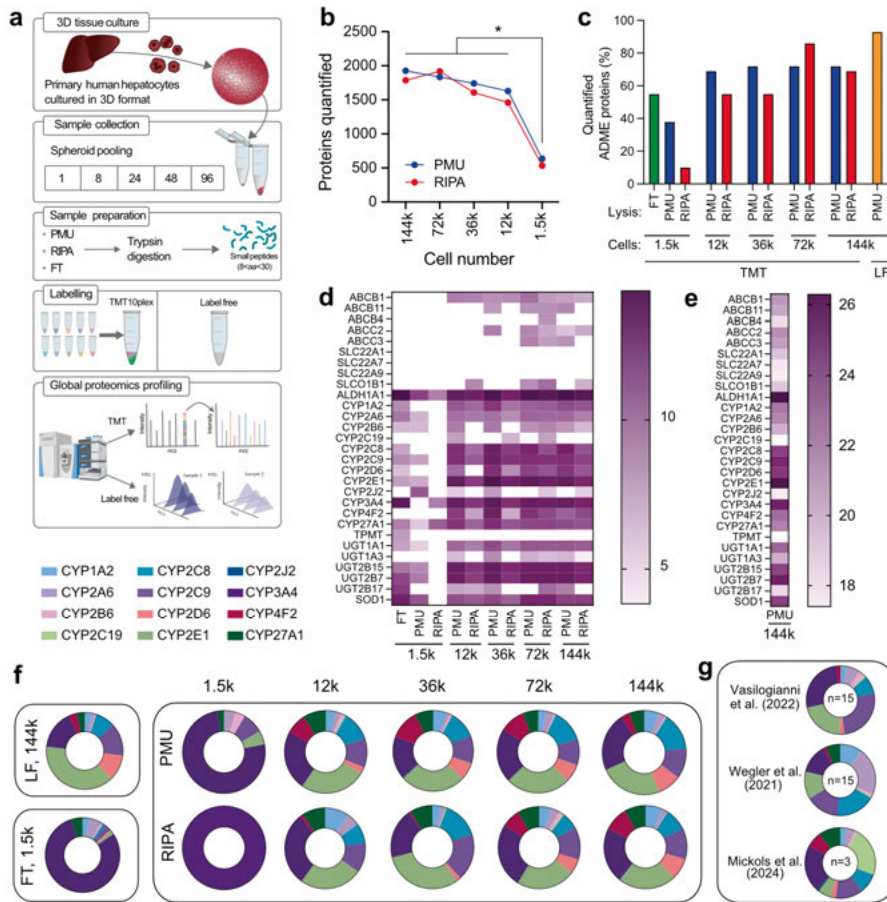 a
3D tissue culture
Primary human hepatocytes
cultured in 3D format
Sample collection
Spheroid pooling
1 8 24 48 96
Sample preparation
PMU
RIPA
FT
Trypsin
digestion
Small peptides
(8<aa<30)
Labelling
TMT10plex
Label free
Global proteomics profiling
TMT
Intensity
Intensity
Label free
Sample 1
Sample 2
b
*
Proteins quantified
2500
2000
1500
1000
500
0
PMU
RIPA
144k 72k 36k 12k 1.5k
Cell number
c
Quantified
ADME proteins (%)
100
80
60
40
20
0
Lysis: FT PMU RIPA PMU RIPA PMU RIPA PMU RIPA PMU RIPA PMU
Cells: 1.5k 12k 36k 72k 144k
TMT LF
d
ABCB1
ABCB11
ABCB4
ABCC2
ABCC3
SLC22A1
SLC22A7
SLC22A9
SLCO1B1
ALDH1A1
CYP1A2
CYP2A6
CYP2B6
CYP2C19
CYP2C8
CYP2C9
CYP2D6
CYP2E1
CYP2J2
CYP3A4
CYP4F2
CYP27A1
TPMT
UGT1A1
UGT1A3
UGT2B15
UGT2B7
UGT2B17
SOD1
FT PMU RIPA PMU RIPA PMU RIPA PMU RIPA PMU RIPA
1.5k 12k 36k 72k 144k
10
5
e
ABCB1
ABCB11
ABCB4
ABCC2
ABCC3
SLC22A1
SLC22A7
SLC22A9
SLCO1B1
ALDH1A1
CYP1A2
CYP2A6
CYP2B6
CYP2C19
CYP2C8
CYP2C9
CYP2D6
CYP2E1
CYP2J2
CYP3A4
CYP4F2
CYP27A1
TPMT
UGT1A1
UGT1A3
UGT2B15
UGT2B7
UGT2B17
SOD1
PMU
144k
26
24
22
20
18
CYP1A2 CYP2C8 CYP2J2
CYP2A6 CYP2C9 CYP3A4
CYP2B6 CYP2D6 CYP4F2
CYP2C19 CYP2E1 CYP27A1
f
LF, 144k
FT, 1.5k
1.5k 12k 36k 72k 144k
PMU
RIPA
g
Vasilogianni
et al. (2022)
n=15
Wegler et al.
(2021)
n=15
Mickols et al.
(2024)
n=3